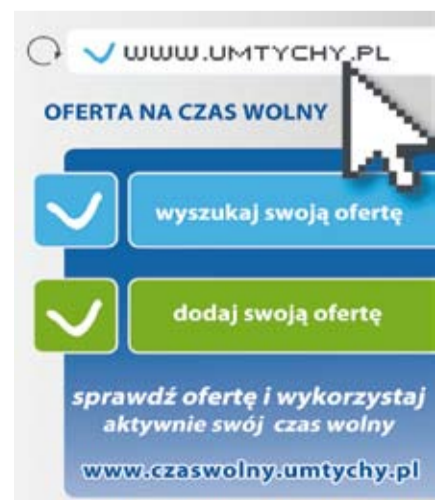 WWW.UMTYCHY.PL
OFERTA NA CZAS WOLNY
wyszukaj swoją ofertę
dodaj swoją ofertę
sprawdź ofertę i wykorzystaj
aktywnie swój czas wolny
www.czaswolny.umtychy.pl